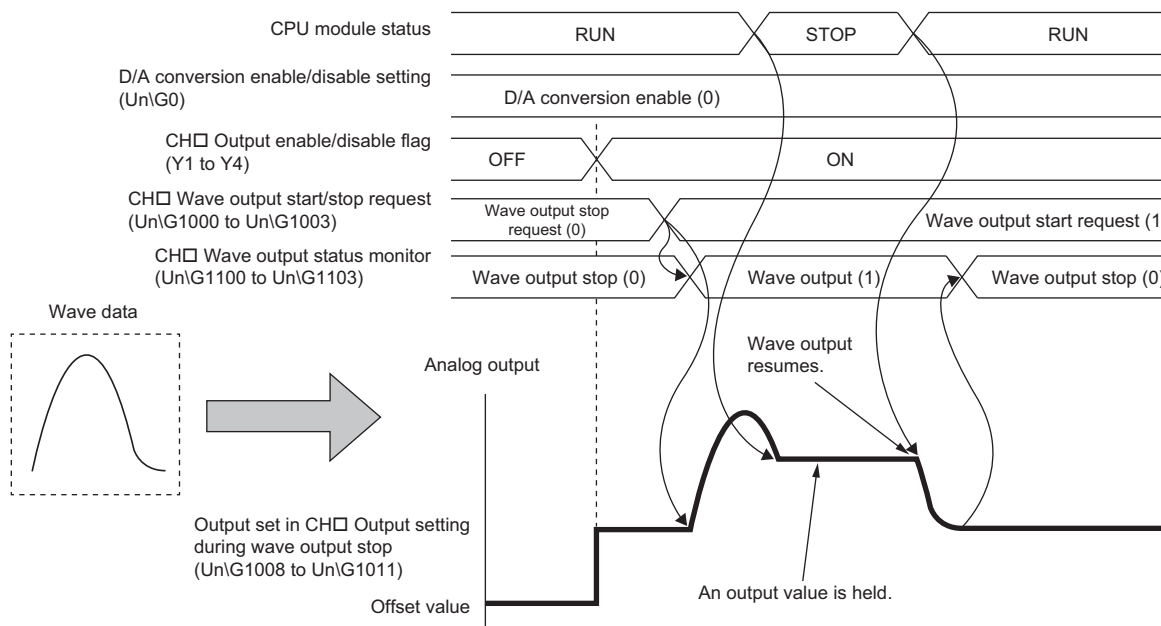 CPU module status
RUN
STOP
RUN
D/A conversion enable/disable setting
(Un\G0)
D/A conversion enable (0)
CH□ Output enable/disable flag
(Y1 to Y4)
OFF
ON
CH□ Wave output start/stop request
(Un\G1000 to Un\G1003)
Wave output stop
request (0)
Wave output start request (1
CH□ Wave output status monitor
(Un\G1100 to Un\G1103)
Wave output stop (0)
Wave output (1)
Wave output stop (0)
Wave data
Analog output
Wave output
resumes.
Output set in CH□ Output setting
during wave output stop
(Un\G1008 to Un\G1011)
An output value is held.
Offset value